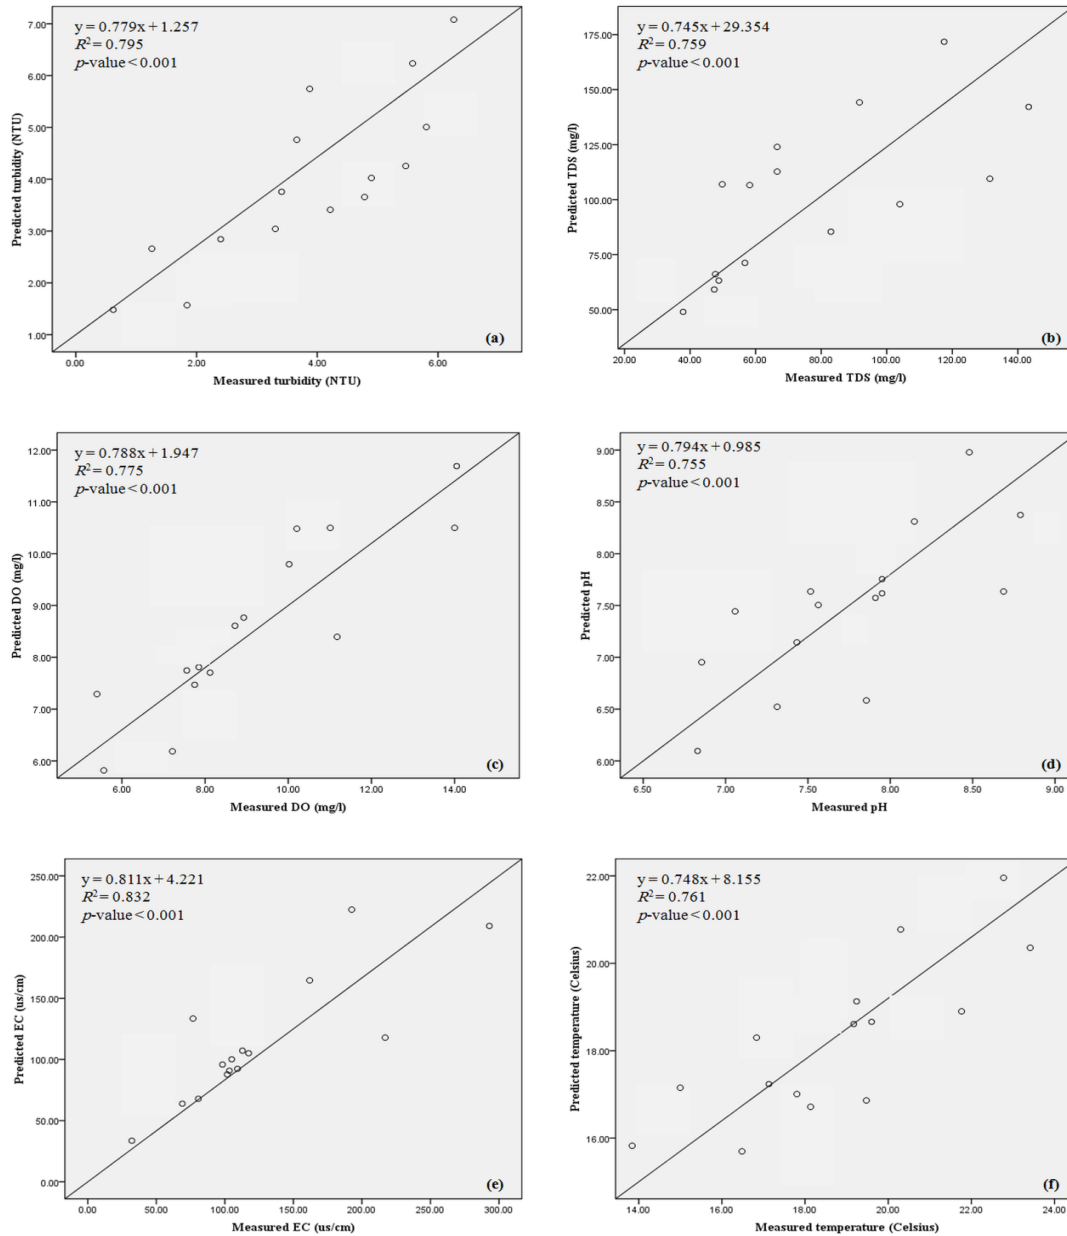 y = 0.779x + 1.257
R² = 0.795
p-value < 0.001
7.00
6.00
5.00
4.00
3.00
2.00
1.00
Predicted turbidity (NTU)
0.00 2.00 4.00 6.00
Measured turbidity (NTU)
(a)
y = 0.745x + 29.354
R² = 0.759
p-value < 0.001
175.00
150.00
125.00
100.00
75.00
50.00
Predicted TDS (mg/l)
20.00 40.00 60.00 80.00 100.00 120.00 140.00
Measured TDS (mg/l)
(b)
y = 0.788x + 1.947
R² = 0.775
p-value < 0.001
12.00
11.00
10.00
9.00
8.00
7.00
6.00
Predicted DO (mg/l)
6.00 8.00 10.00 12.00 14.00
Measured DO (mg/l)
(c)
y = 0.794x + 0.985
R² = 0.755
p-value < 0.001
9.00
8.50
8.00
7.50
7.00
6.50
6.00
Predicted pH
6.50 7.00 7.50 8.00 8.50 9.00
Measured pH
(d)
y = 0.811x + 4.221
R² = 0.832
p-value < 0.001
250.00
200.00
150.00
100.00
50.00
0.00
Predicted EC (us/cm)
0.00 50.00 100.00 150.00 200.00 250.00 300.00
Measured EC (us/cm)
(e)
y = 0.748x + 8.155
R² = 0.761
p-value < 0.001
22.00
20.00
18.00
16.00
Predicted temperature (Celsius)
14.00 16.00 18.00 20.00 22.00 24.00
Measured temperature (Celsius)
(f)